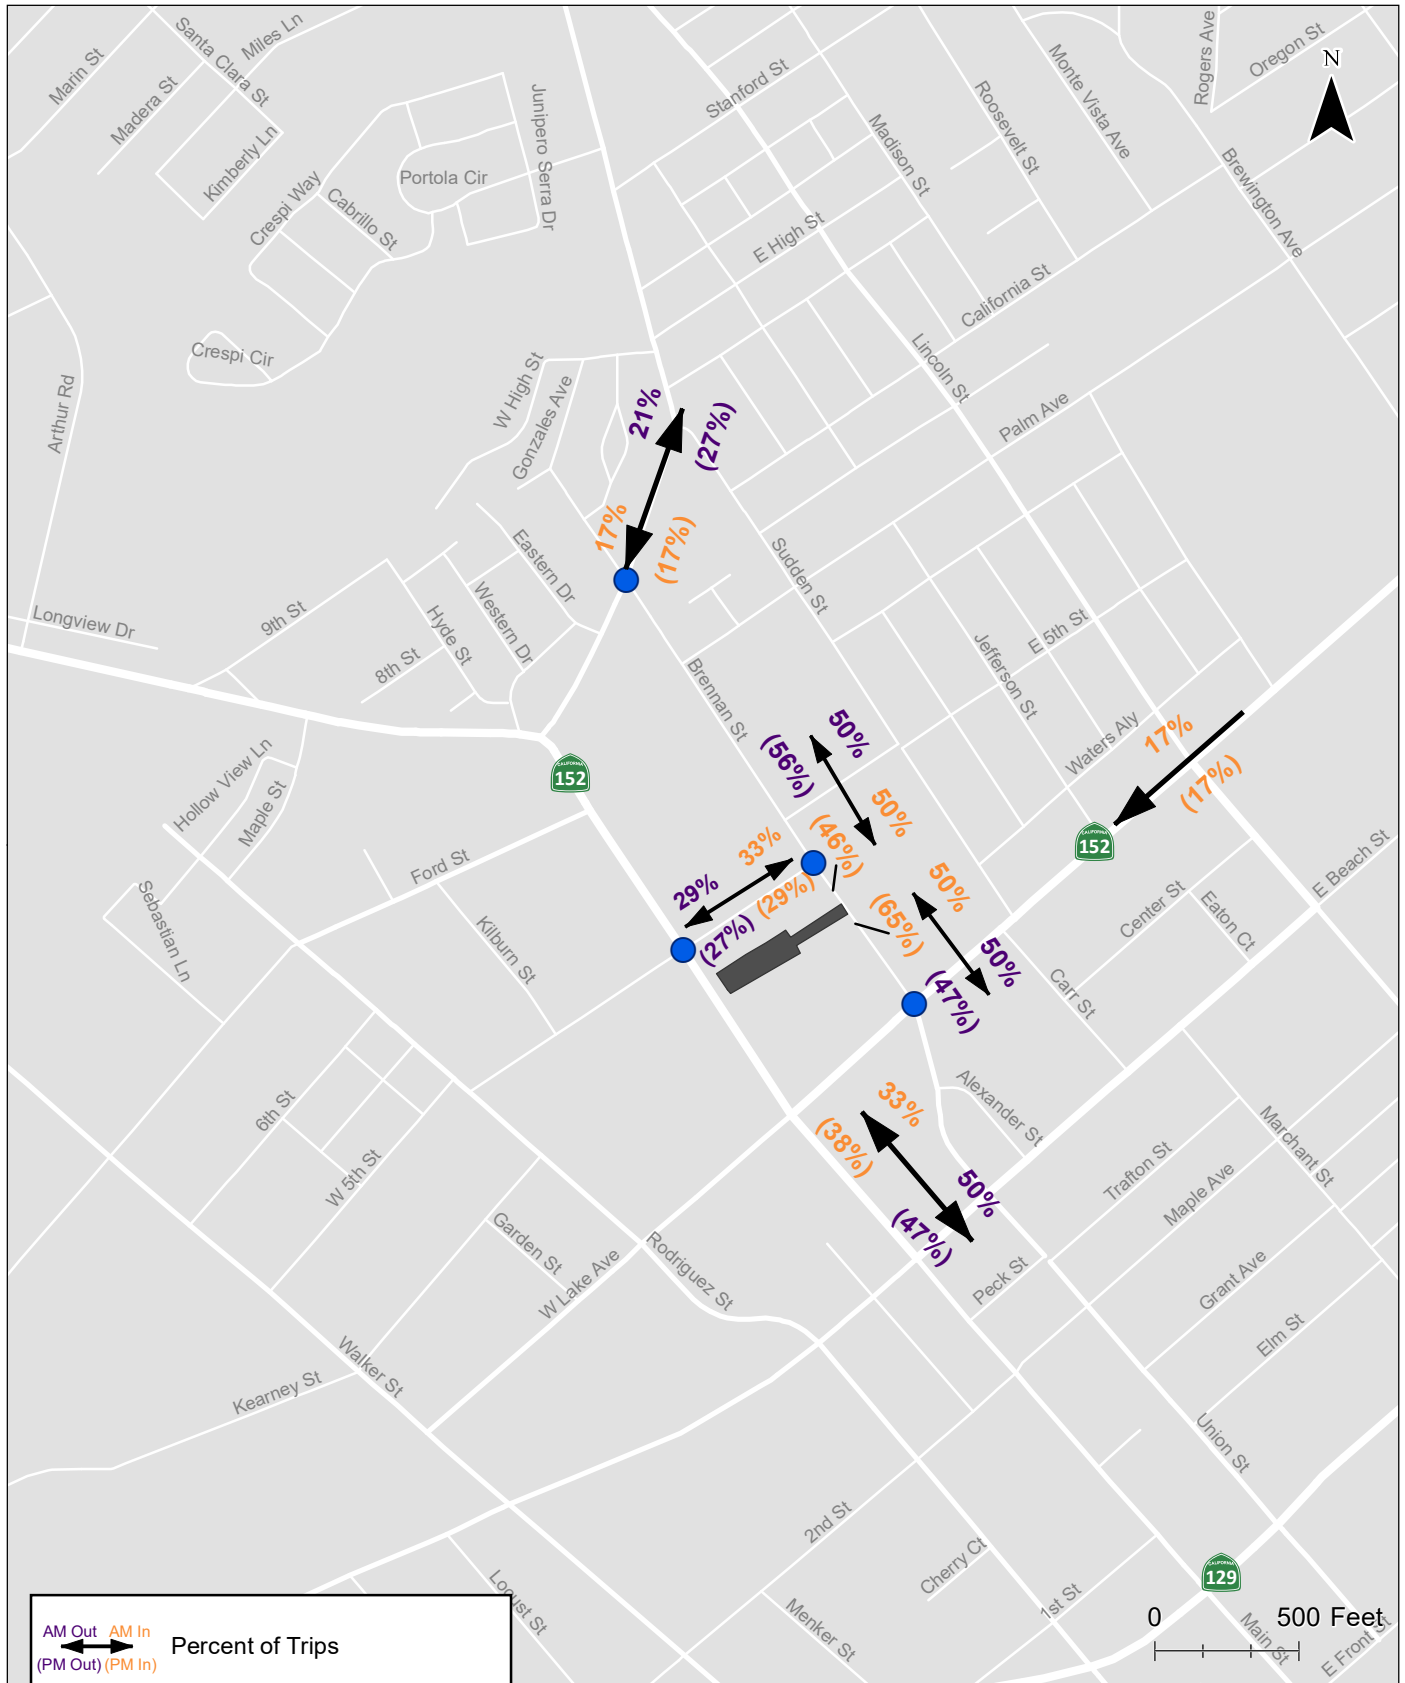 Marin St
Santa Clara St
Miles Ln
Madera St
Kimberly Ln
Junipero Serra Dr
Stanford St
Madison St
Roosevelt St
Monte Vista Ave
Rogers Ave
Oregon St
N
Brewington Ave
Portola Cir
Crespi Way
Cabrillo St
E High St
California St
Crespi Cir
Lincoln St
W High St
Gonzales Ave
Arthur Rd
21%
(27%)
Palm Ave
17%
(17%)
Eastern Dr
Sudden St
Longview Dr
9th St
Western Dr
Hyde St
8th St
E 5th St
Jefferson St
Brennan St
Waters Aly
17%
(17%)
50%
(56%)
Hollow View Ln
Maple St
CALIFORNIA
152
50%
(46%)
CALIFORNIA
152
33%
29%
(29%)
(27%)
Ford St
50%
(65%)
50%
(47%)
E Beach St
Center St
Eaton Ct
Sebastian Ln
Kilburn St
Carr St
6th St
W 5th St
Alexander St
33%
(38%)
50%
(47%)
Marchant St
Trafton St
Maple Ave
Garden St
W Lake Ave
Rodriguez St
Peck St
Grant Ave
Elm St
Walker St
Kearney St
Union St
2nd St
Cherry Ct
1st St
Menker St
Locust St
CALIFORNIA
129
0 500 Feet
Main St
E Front St
AM Out AM In
(PM Out) (PM In)
Percent of Trips